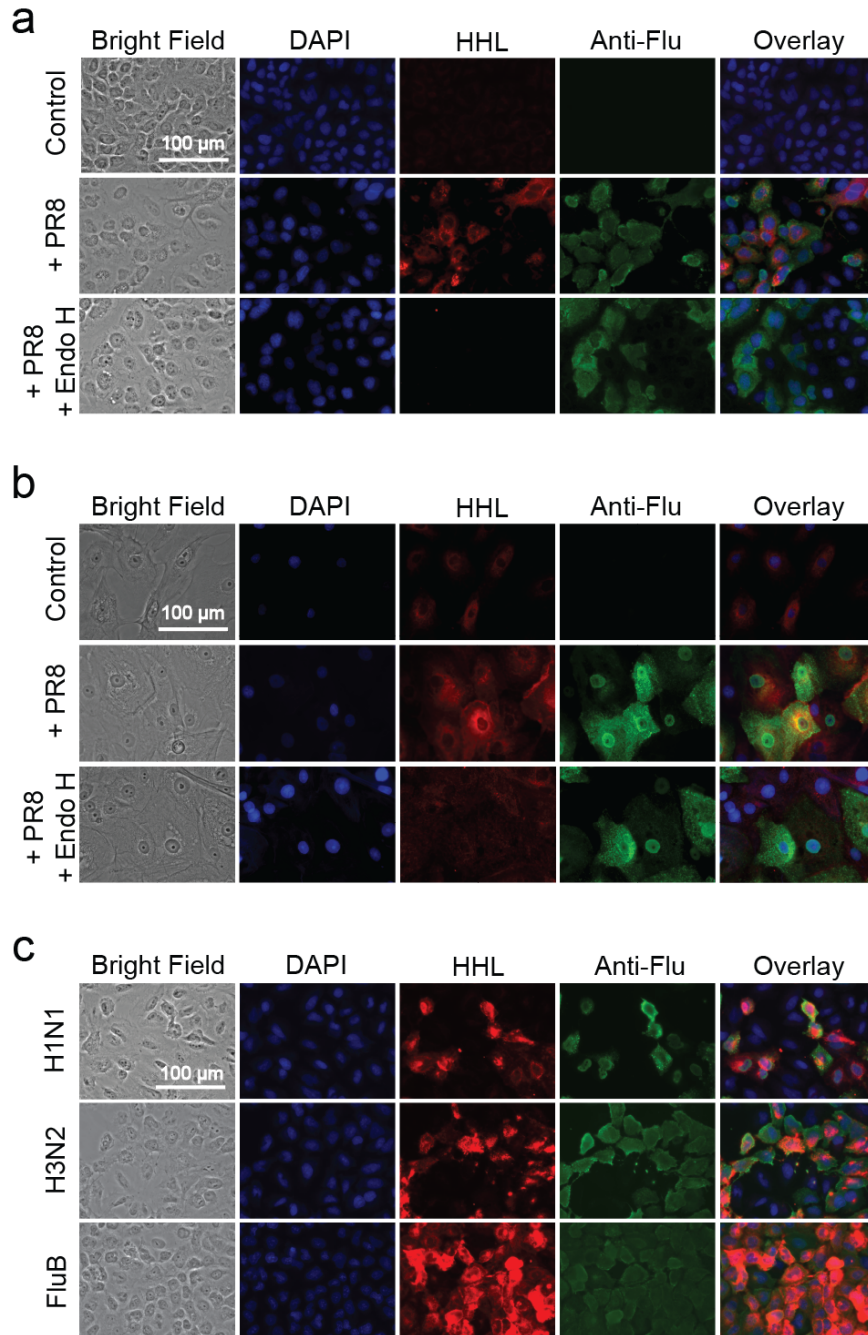 a
Bright Field DAPI HHL Anti-Flu Overlay
Control
100 µm
+ PR8
+ PR8
+ Endo H
b
Bright Field DAPI HHL Anti-Flu Overlay
Control
100 µm
+ PR8
+ PR8
+ Endo H
c
Bright Field DAPI HHL Anti-Flu Overlay
H1N1
100 µm
H3N2
FluB